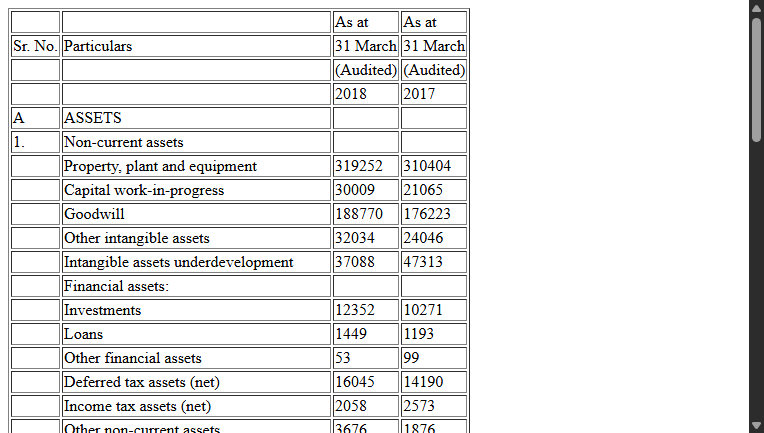 As at As at
Sr. No. Particulars 31 March 31 March
(Audited) (Audited)
2018 2017
A ASSETS
1. Non-current assets
Property, plant and equipment 319252 310404
Capital work-in-progress 30009 21065
Goodwill 188770 176223
Other intangible assets 32034 24046
Intangible assets underdevelopment 37088 47313
Financial assets:
Investments 12352 10271
Loans 1449 1193
Other financial assets 53 99
Deferred tax assets (net) 16045 14190
Income tax assets (net) 2058 2573
Other non-current assets 3676 1876